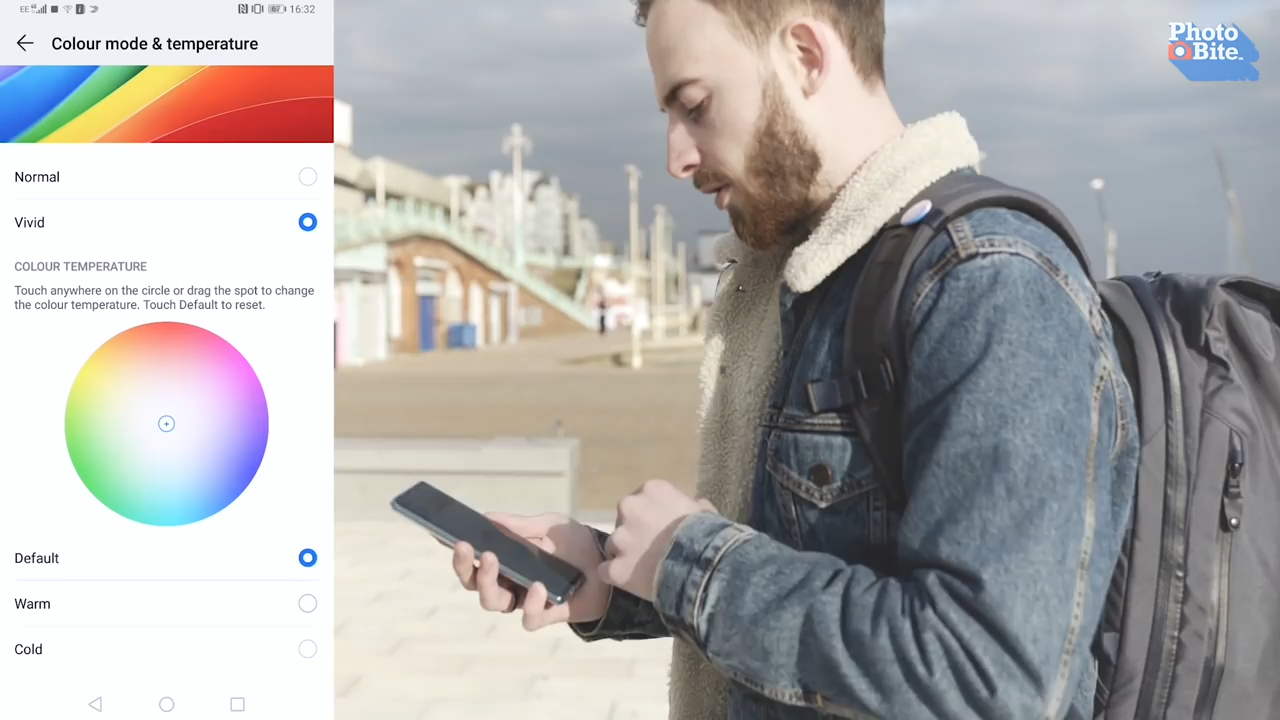 EE 67 16:32
Colour mode & temperature
Normal
Vivid
COLOUR TEMPERATURE
Touch anywhere on the circle or drag the spot to change
the colour temperature. Touch Default to reset.
Default
Warm
Cold
Photo
Bite